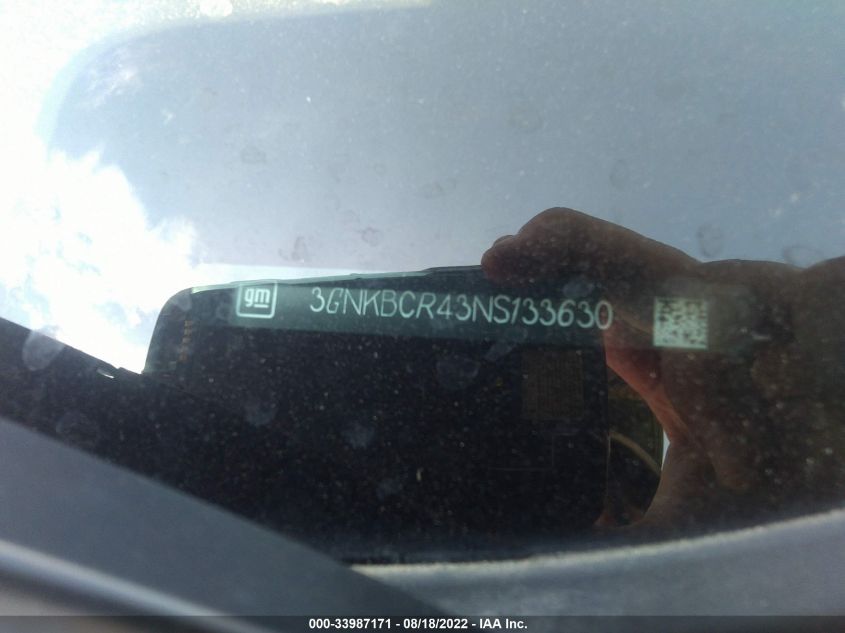 gm 3GNKBCR43NS133630
000-33987171 - 08/18/2022 - IAA Inc.